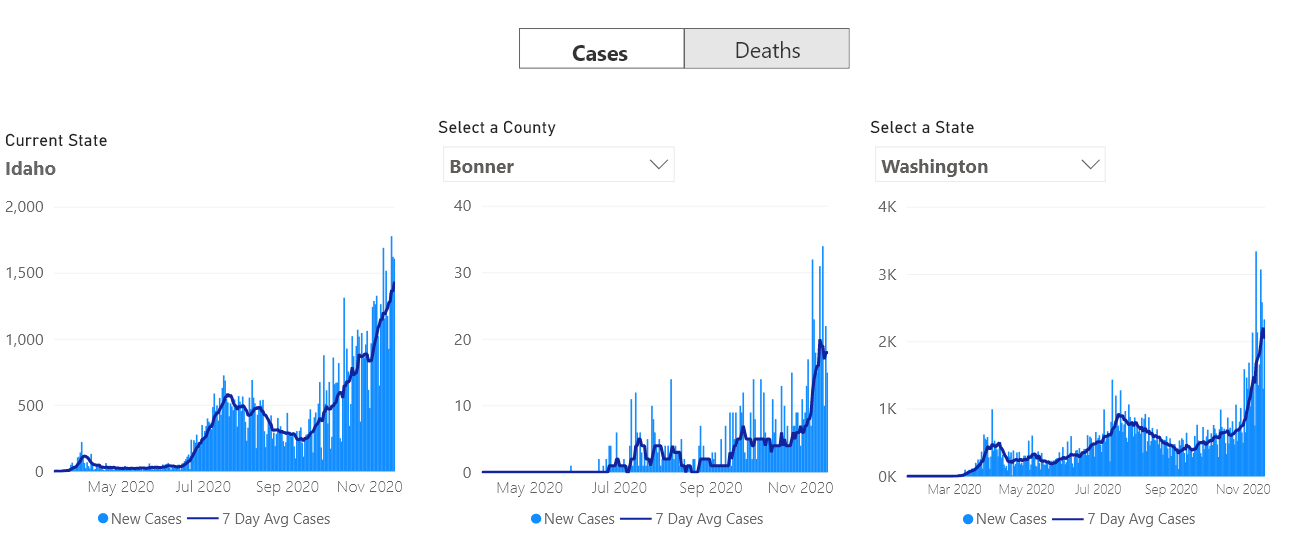 Cases Deaths
Current State
Idaho
2,000
1,500
1,000
500
0
May 2020 Jul 2020 Sep 2020 Nov 2020
New Cases 7 Day Avg Cases
Select a County
Bonner
40
30
20
10
0
May 2020 Jul 2020 Sep 2020 Nov 2020
New Cases 7 Day Avg Cases
Select a State
Washington
4K
3K
2K
1K
0K
Mar 2020 May 2020 Jul 2020 Sep 2020 Nov 2020
New Cases 7 Day Avg Cases